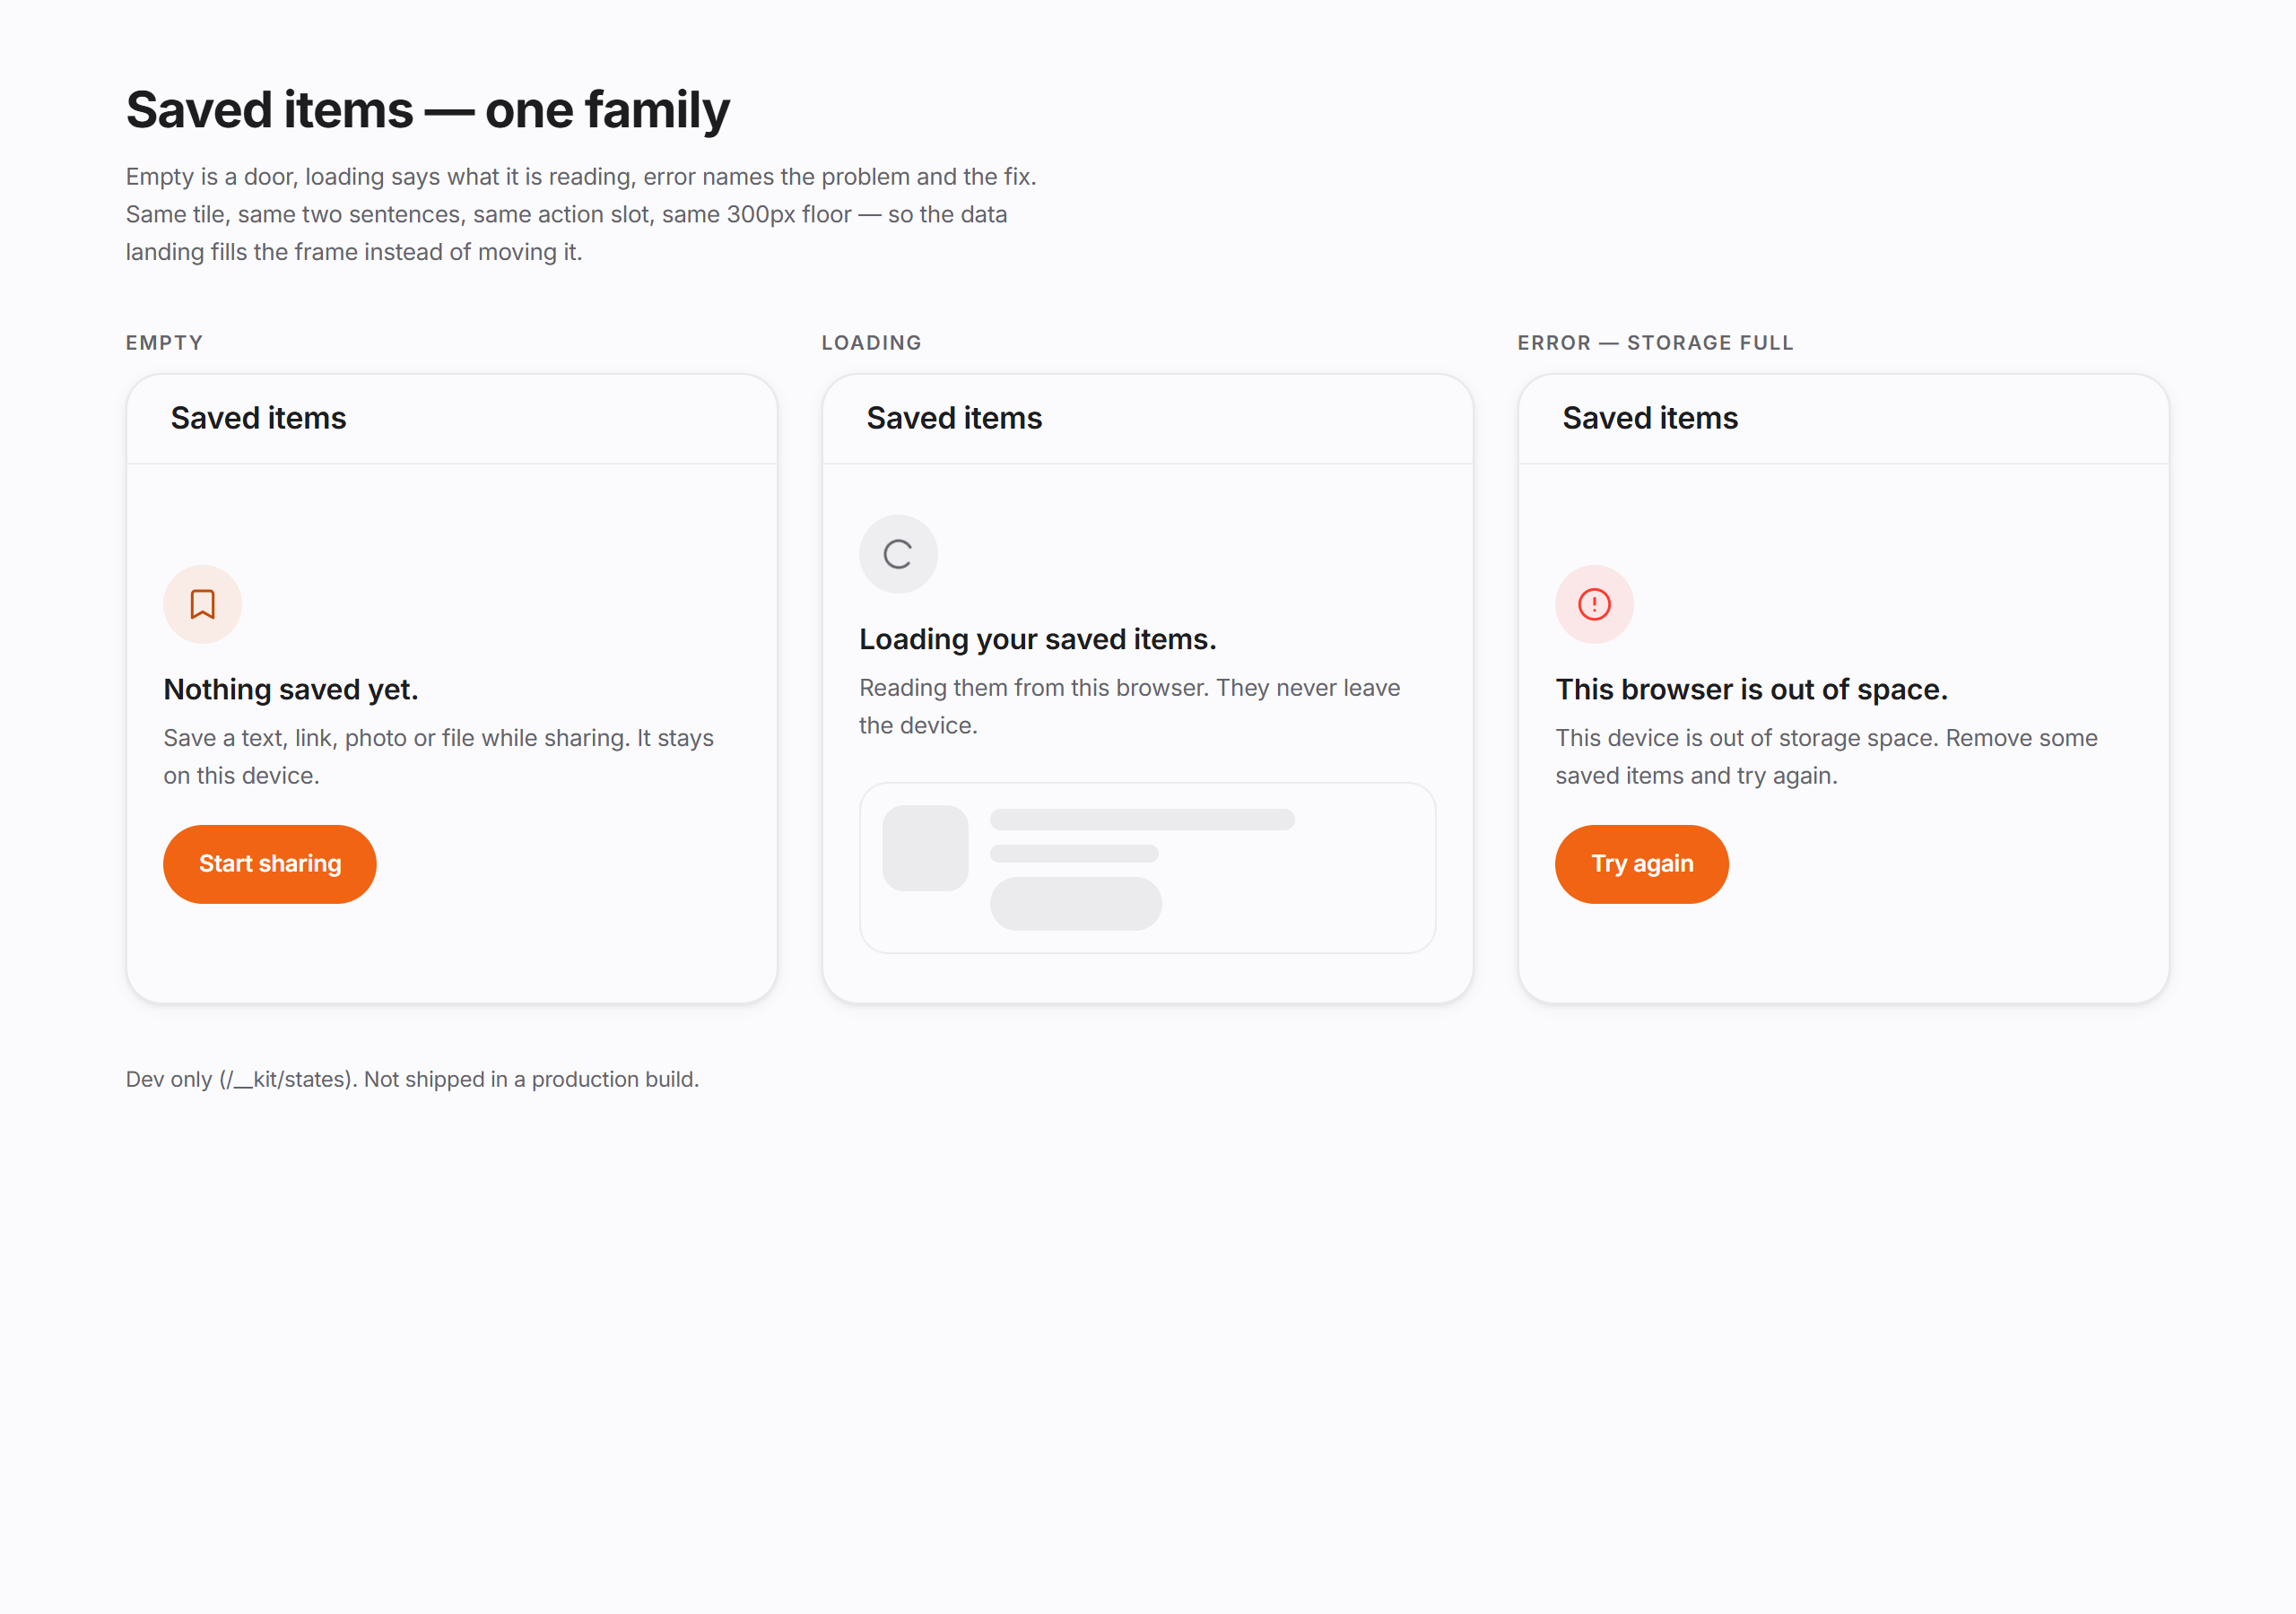 Saved items — one family
Empty is a door, loading says what it is reading, error names the problem and the fix.
Same tile, same two sentences, same action slot, same 300px floor — so the data
landing fills the frame instead of moving it.
EMPTY
Saved items
Nothing saved yet.
Save a text, link, photo or file while sharing. It stays
on this device.
Start sharing
LOADING
Saved items
Loading your saved items.
Reading them from this browser. They never leave
the device.
ERROR — STORAGE FULL
Saved items
This browser is out of space.
This device is out of storage space. Remove some
saved items and try again.
Try again
Dev only (/__kit/states). Not shipped in a production build.